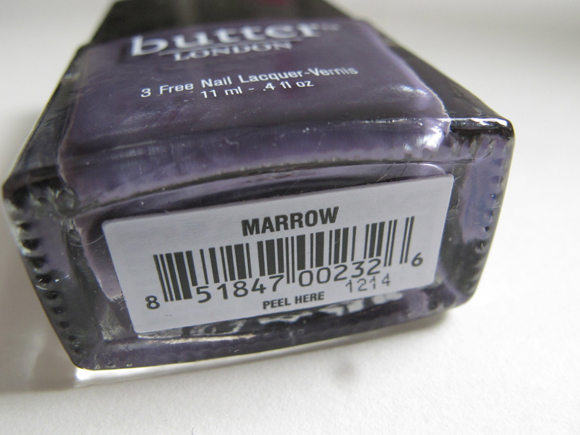 butter
LONDON
3 Free Nail Lacquer-Vernis
11 ml - .4 fl oz
MARROW
8 51847 00232 6
1214
PEEL HERE